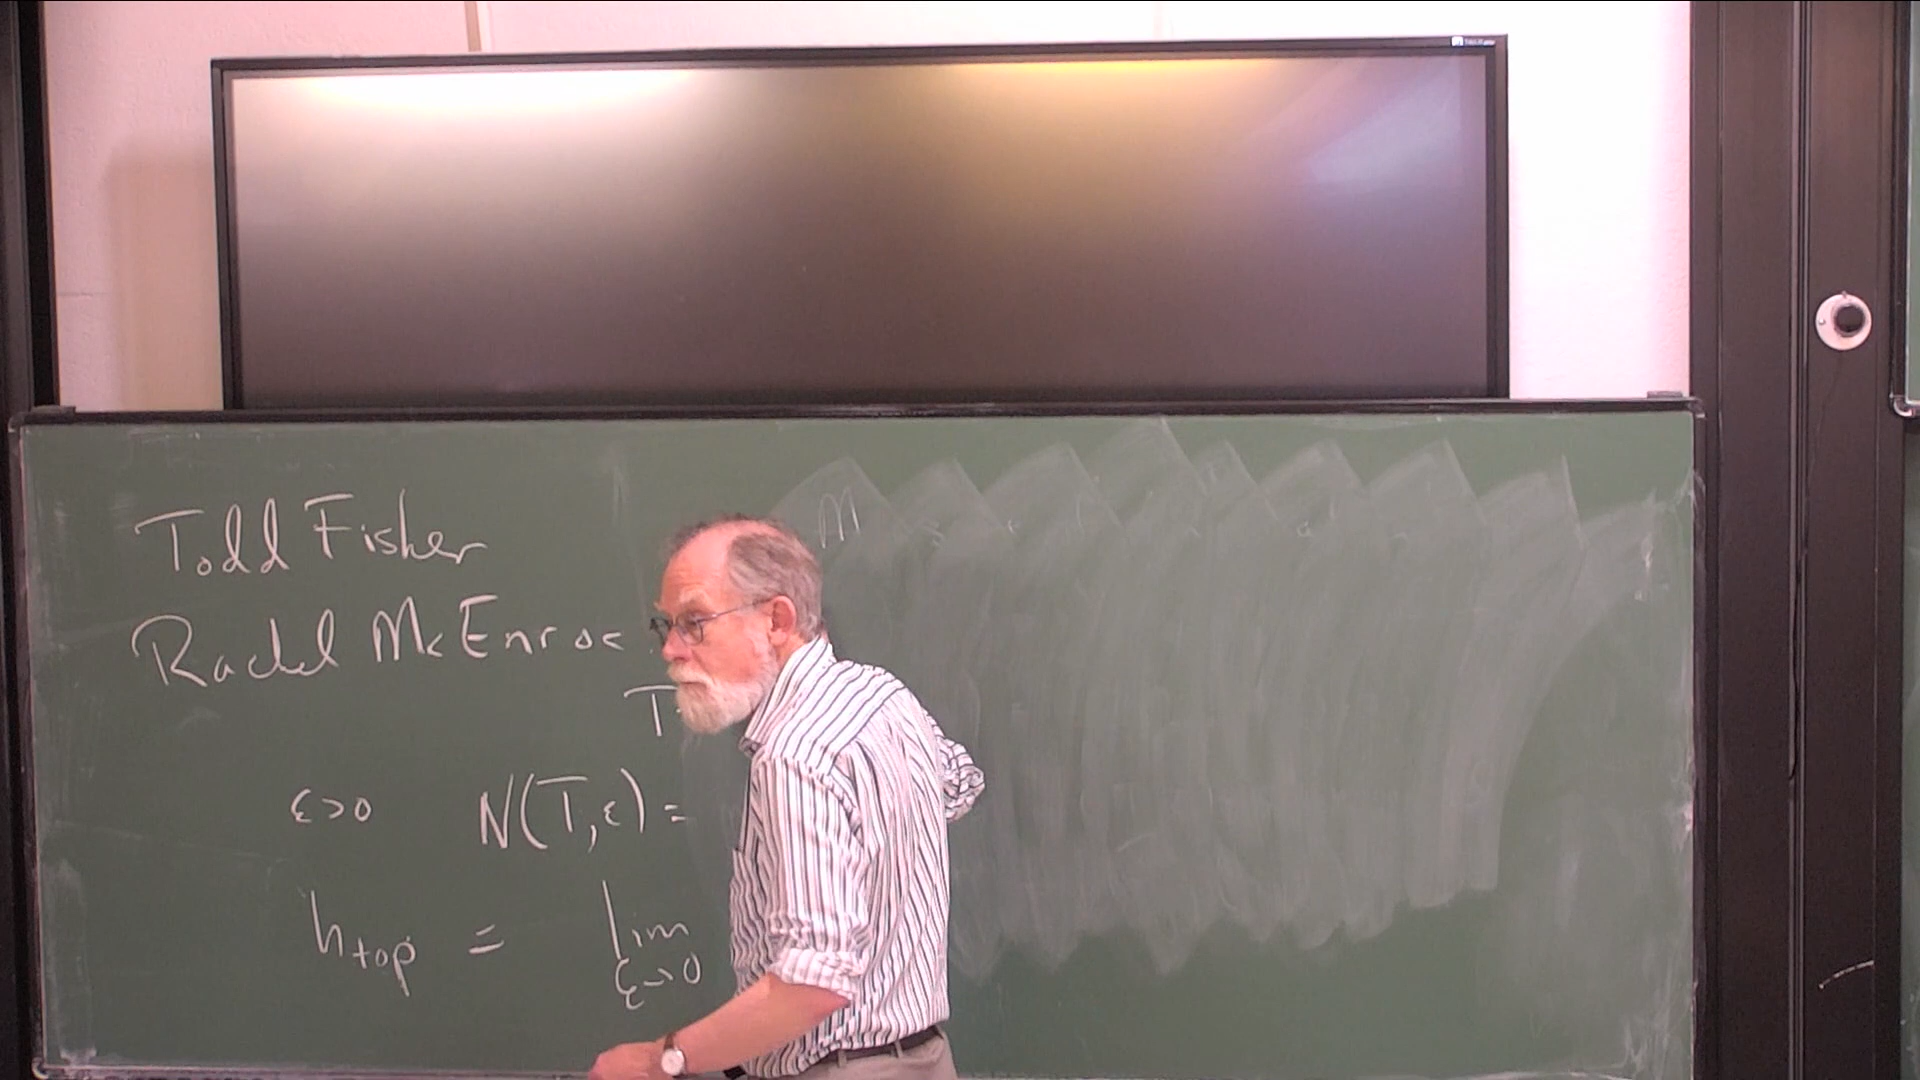 Todd Fisher
Rachel McEnroe
T
ε>0 N(T,ε) =
h_top = lim
ε→0